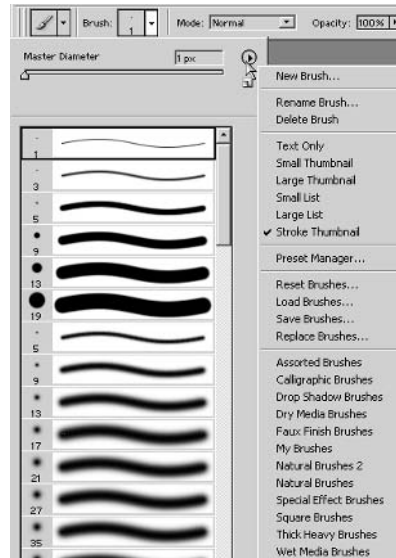 Brush: 1 Mode: Normal Opacity: 100%
Master Diameter 1 px
1
3
5
9
13
19
5
9
13
17
21
27
35
New Brush...
Rename Brush...
Delete Brush
Text Only
Small Thumbnail
Large Thumbnail
Small List
Large List
✔ Stroke Thumbnail
Preset Manager...
Reset Brushes...
Load Brushes...
Save Brushes...
Replace Brushes...
Assorted Brushes
Calligraphic Brushes
Drop Shadow Brushes
Dry Media Brushes
Faux Finish Brushes
My Brushes
Natural Brushes 2
Natural Brushes
Special Effect Brushes
Square Brushes
Thick Heavy Brushes
Wet Media Brushes